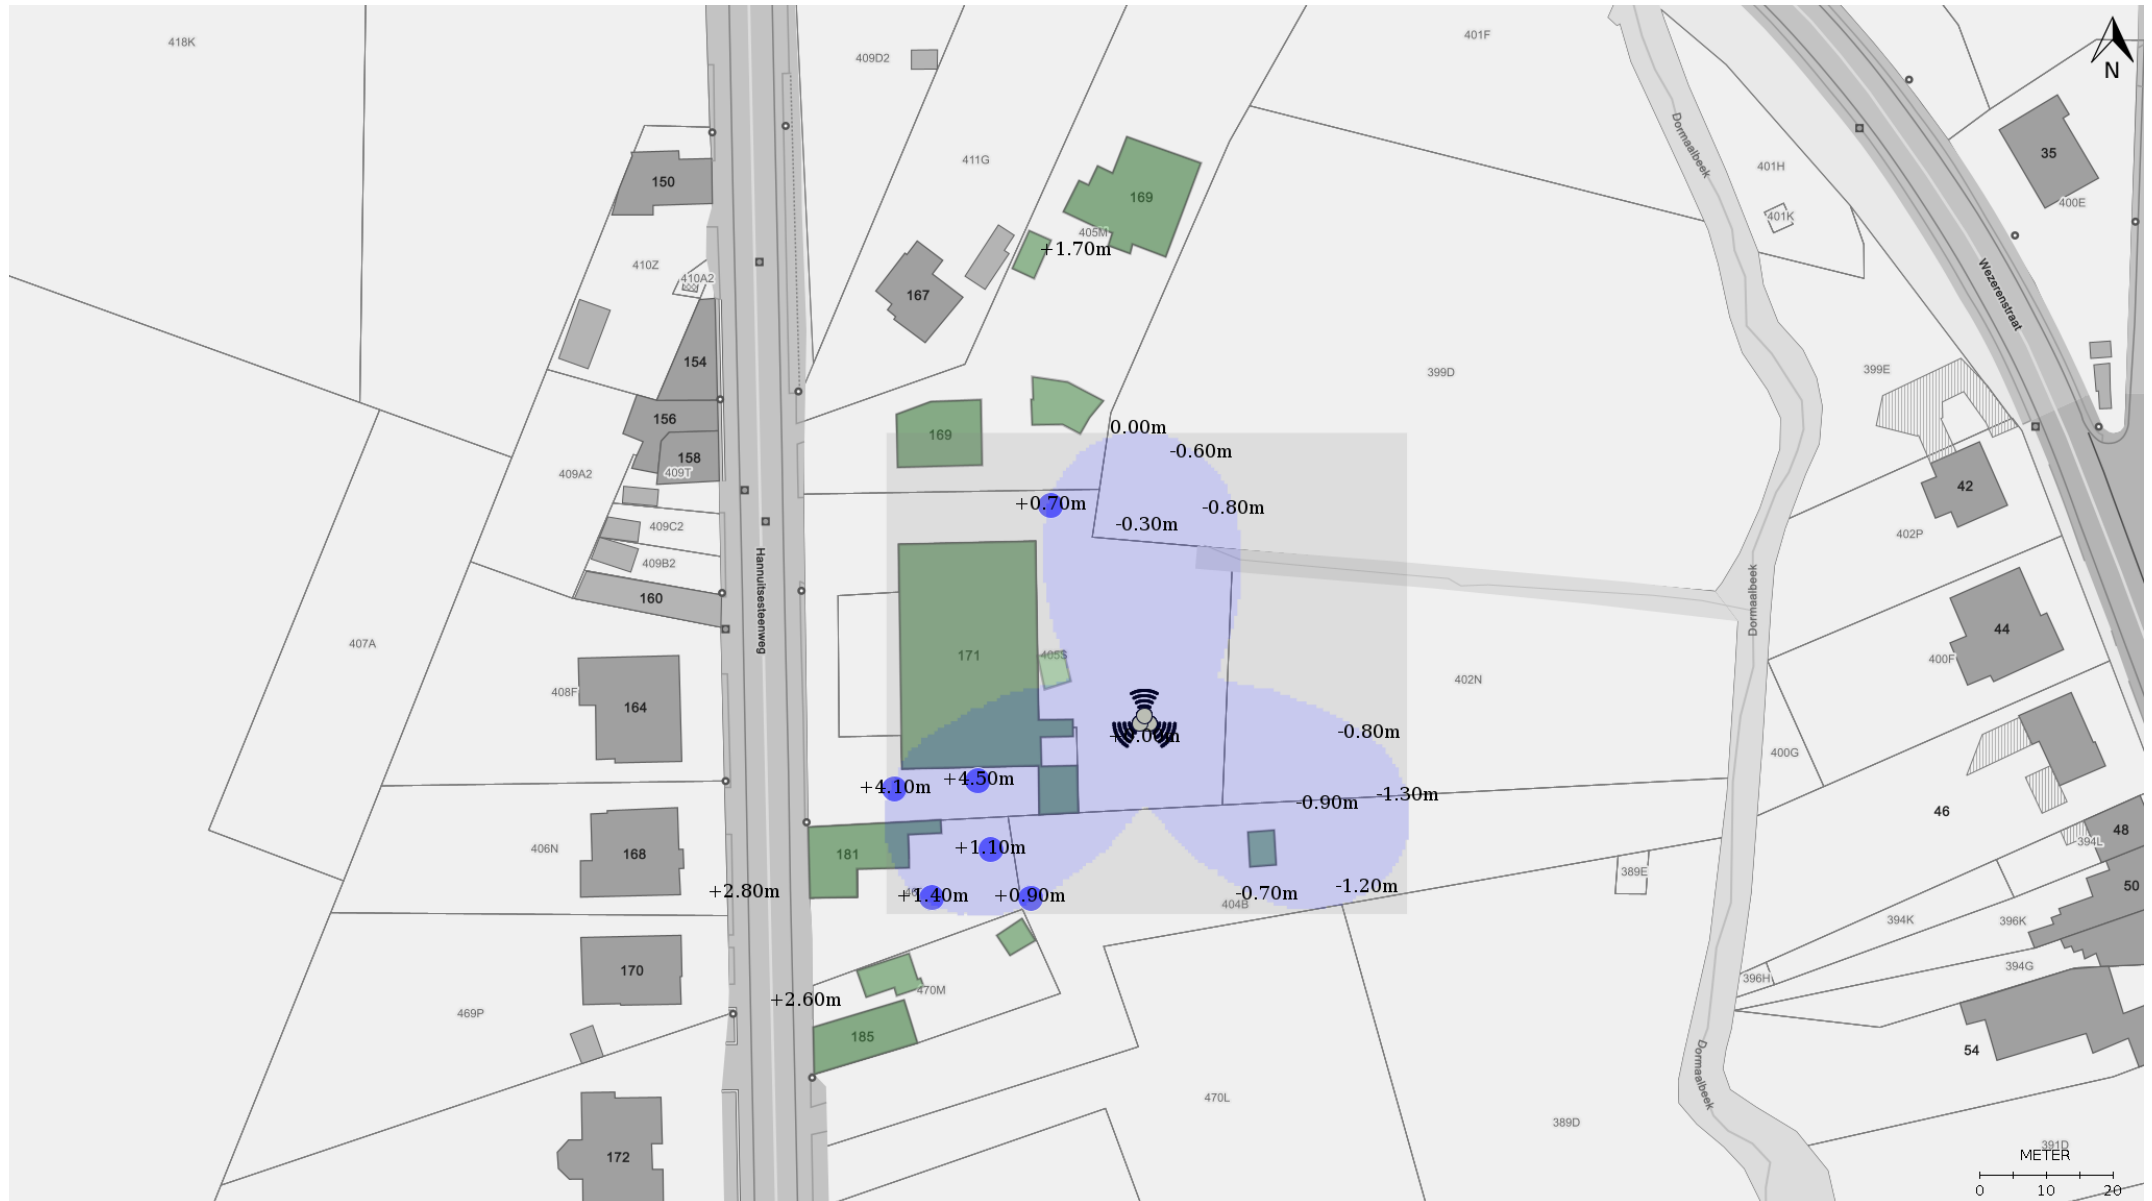 418K
409D2
401F
N
150
411G
169
Dormaalbeek
401H
35
400E
401K
405M
+1.70m
410Z
410A2
167
Wezerenstraat
154
399D
399E
156
169
0.00m
-0.60m
158
409T
409A2
42
+0.70m
-0.80m
-0.30m
409C2
402P
409B2
Hannuitsesteenweg
160
Dormaalbeek
407A
44
171
405S
400F
402N
408F
164
-0.80m
400G
+4.50m
+4.10m
-1.30m
-0.90m
46
48
394L
406N
168
181
+1.10m
389E
+2.80m
+1.40m
+0.90m
-0.70m
-1.20m
404B
50
394K
396K
170
394G
396H
470M
+2.60m
469P
185
54
Dormaalbeek
470L
389D
391D
METER
172
0 10 20